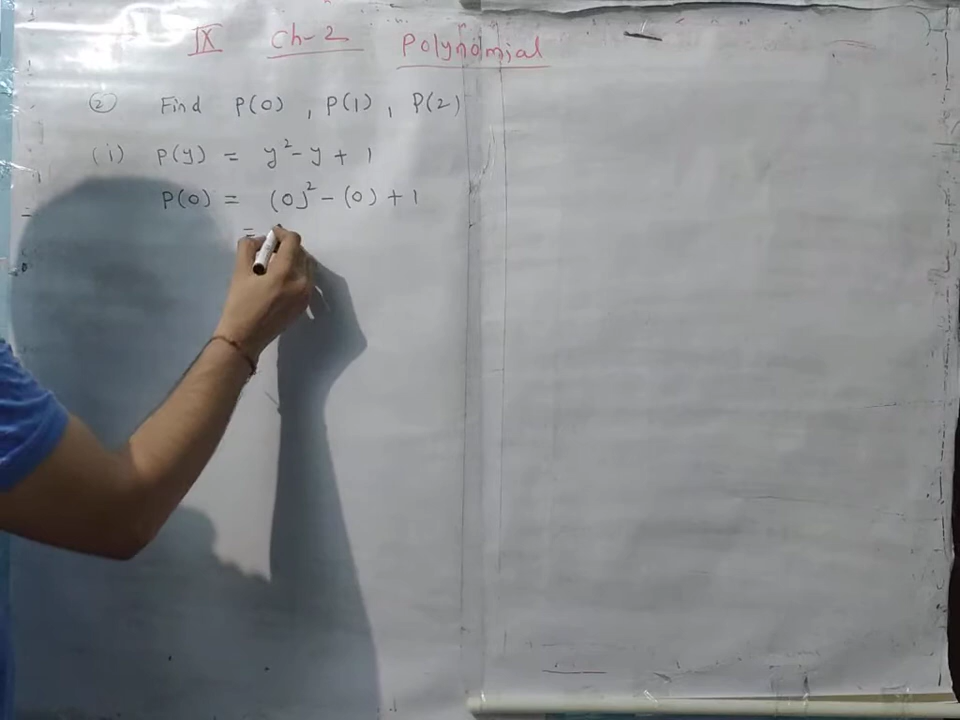 IX Ch-2 Polynomial
② Find P(0) , P(1) , P(2)
(i) P(y) = y² - y + 1
P(0) = (0)² - (0) + 1
=